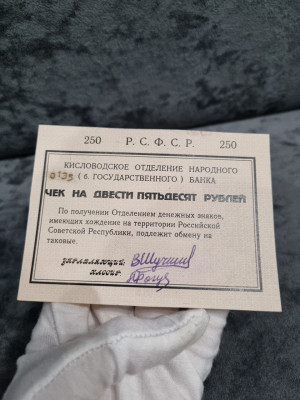 250 Р. С. Ф. С. Р. 250
КИСЛОВОДСКОЕ ОТДЕЛЕНИЕ НАРОДНОГО
( б. ГОСУДАРСТВЕННОГО ) БАНКА
ЧЕК НА ДВЕСТИ ПЯТЬДЕСЯТ РУБЛЕЙ
По получении Отделением денежных знаков,
имеющих хождение на территории Российской
Советской Республики, подлежит обмену на
таковые.
УПРАВЛЯЮЩИЙ:
КАССИР: